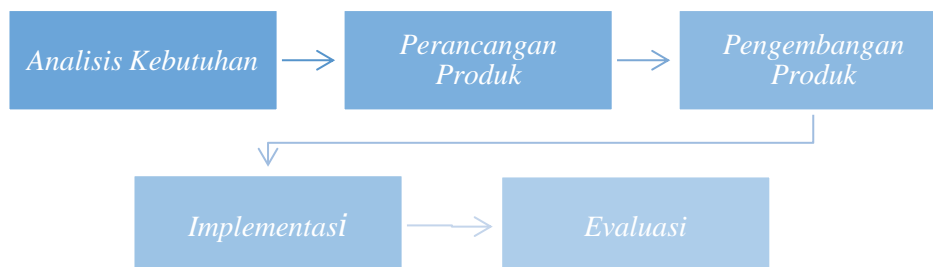 Analisis Kebutuhan
Perancangan
Produk
Pengembangan
Produk
Implementasi
Evaluasi